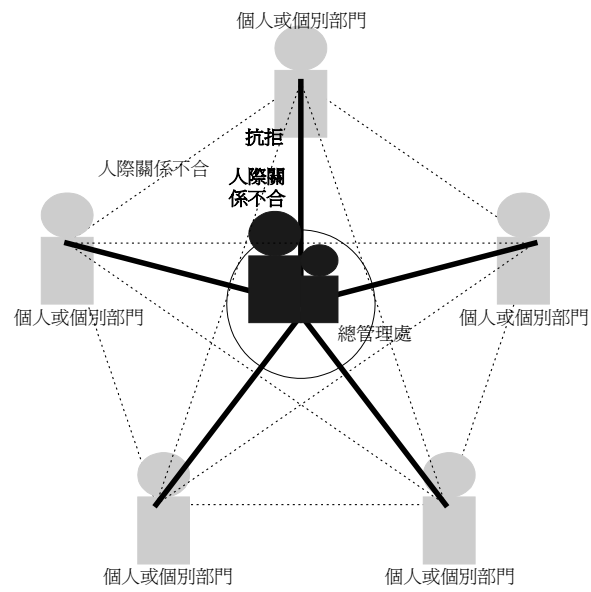 個人或個別部門
抗拒
人際關係不合
人際關
係不合
個人或個別部門
個人或個別部門
總管理處
個人或個別部門
個人或個別部門